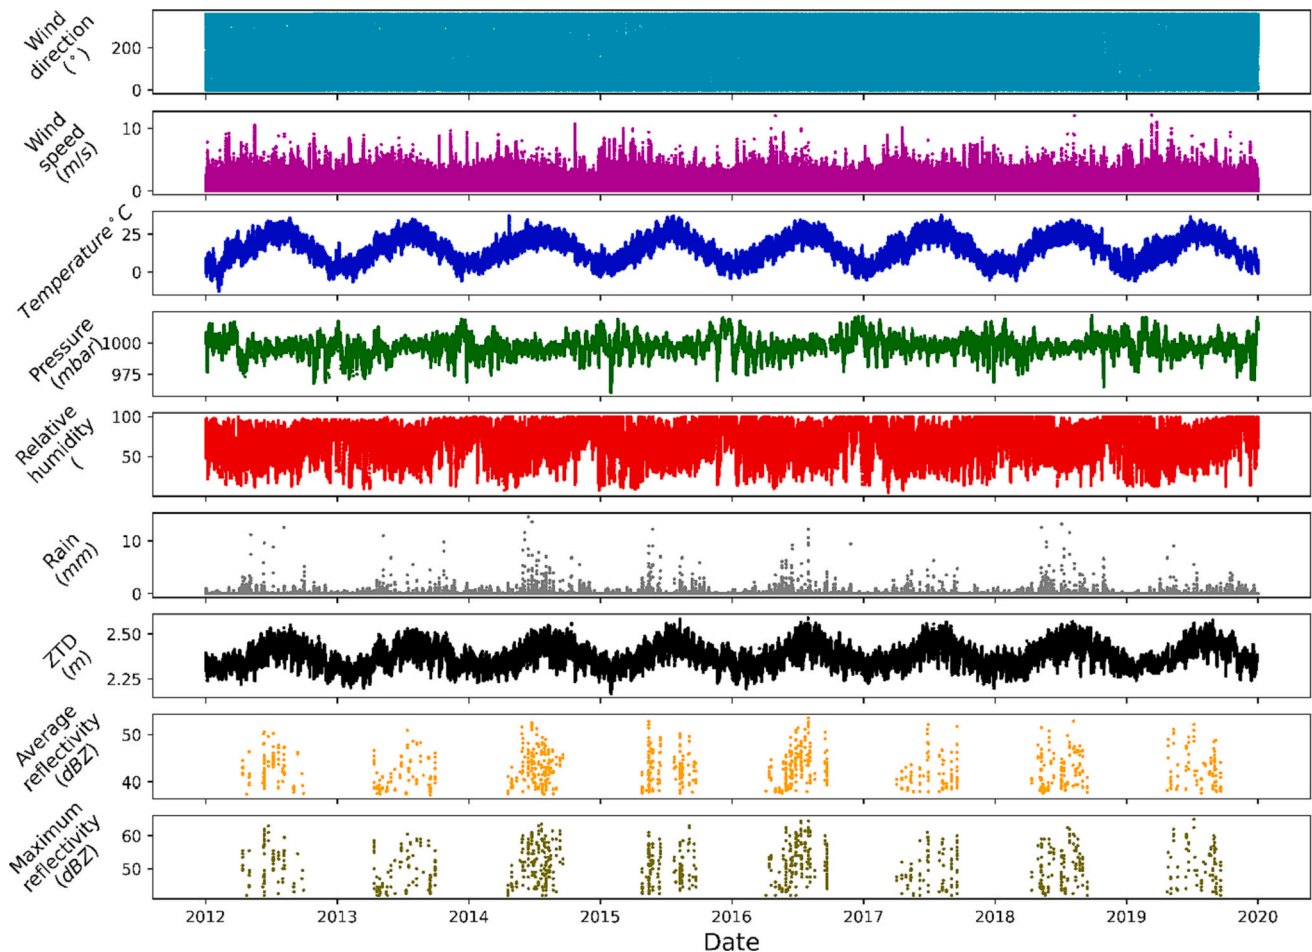 Wind
direction
(°)
200
0
Wind
speed
(m/s)
10
0
Temperature°C
25
0
Pressure
(mbar)
1000
975
Relative
humidity
(
100
50
Rain
(mm)
10
0
ZTD
(m)
2.50
2.25
Average
reflectivity
(dBZ)
50
40
Maximum
reflectivity
(dBZ)
60
50
2012 2013 2014 2015 2016 2017 2018 2019 2020
Date